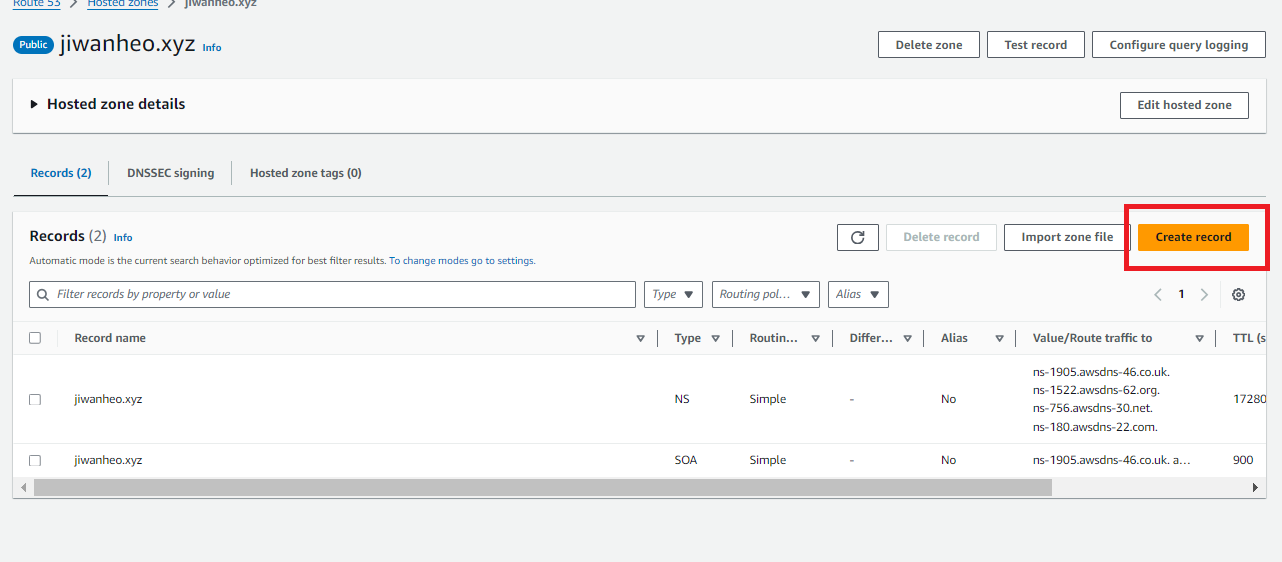 Route 53 > Hosted zones > jiwanheo.xyz
Public jiwanheo.xyz Info
Delete zone
Test record
Configure query logging
Hosted zone details
Edit hosted zone
Records (2)
DNSSEC signing
Hosted zone tags (0)
Records (2) Info
Delete record
Import zone file
Create record
Automatic mode is the current search behavior optimized for best filter results. To change modes go to settings.
Filter records by property or value
Type
Routing pol...
Alias
1
Record name
Type
Routin...
Differ...
Alias
Value/Route traffic to
TTL (s
jiwanheo.xyz
NS
Simple
-
No
ns-1905.awsdns-46.co.uk.
ns-1522.awsdns-62.org.
ns-756.awsdns-30.net.
ns-180.awsdns-22.com.
17280
jiwanheo.xyz
SOA
Simple
-
No
ns-1905.awsdns-46.co.uk. a...
900